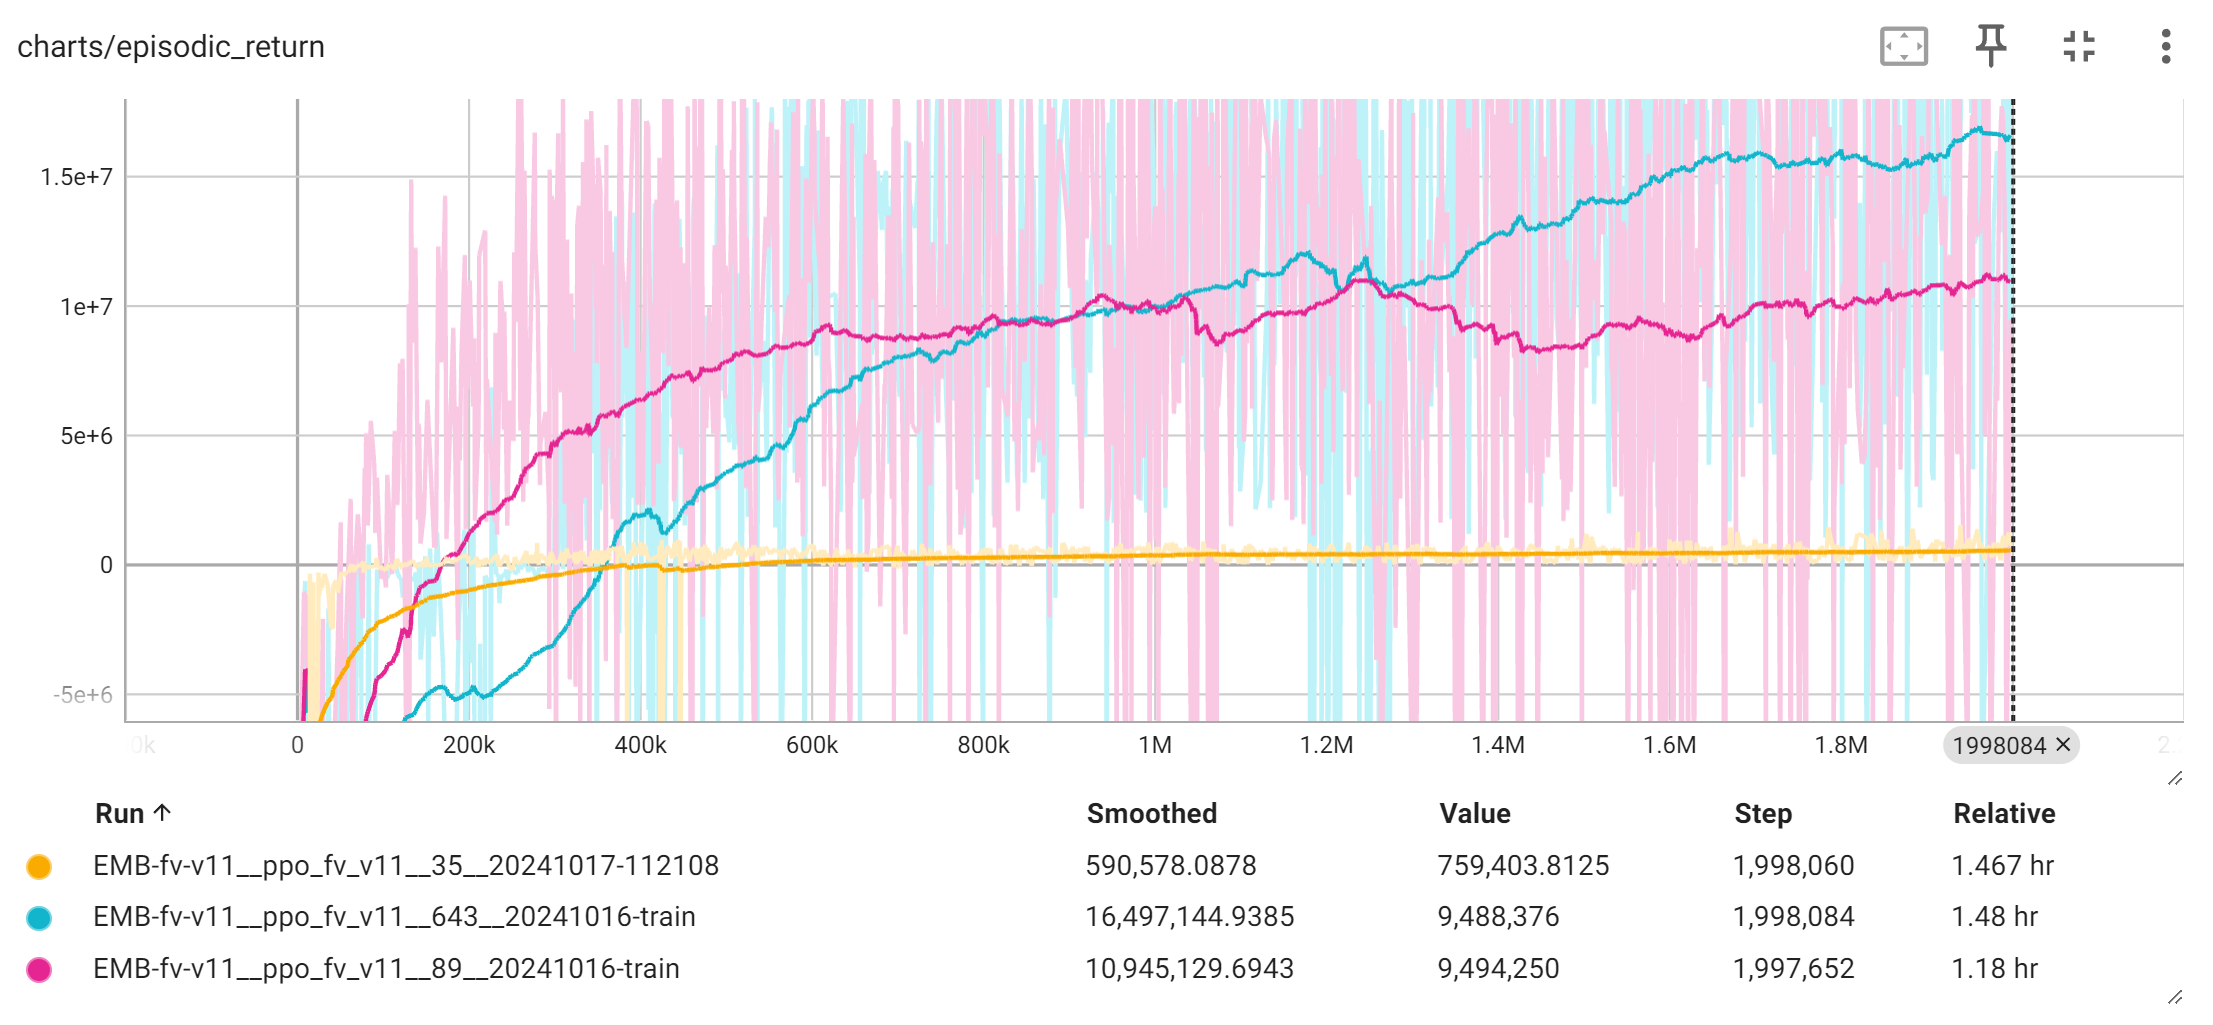 charts/episodic_return
1.5e+7
1e+7
5e+6
0
-5e+6
0k 0 200k 400k 600k 800k 1M 1.2M 1.4M 1.6M 1.8M 1998084 ✕ 2.
Run ↑ Smoothed Value Step Relative
EMB-fv-v11__ppo_fv_v11__35__20241017-112108 590,578.0878 759,403.8125 1,998,060 1.467 hr
EMB-fv-v11__ppo_fv_v11__643__20241016-train 16,497,144.9385 9,488,376 1,998,084 1.48 hr
EMB-fv-v11__ppo_fv_v11__89__20241016-train 10,945,129.6943 9,494,250 1,997,652 1.18 hr